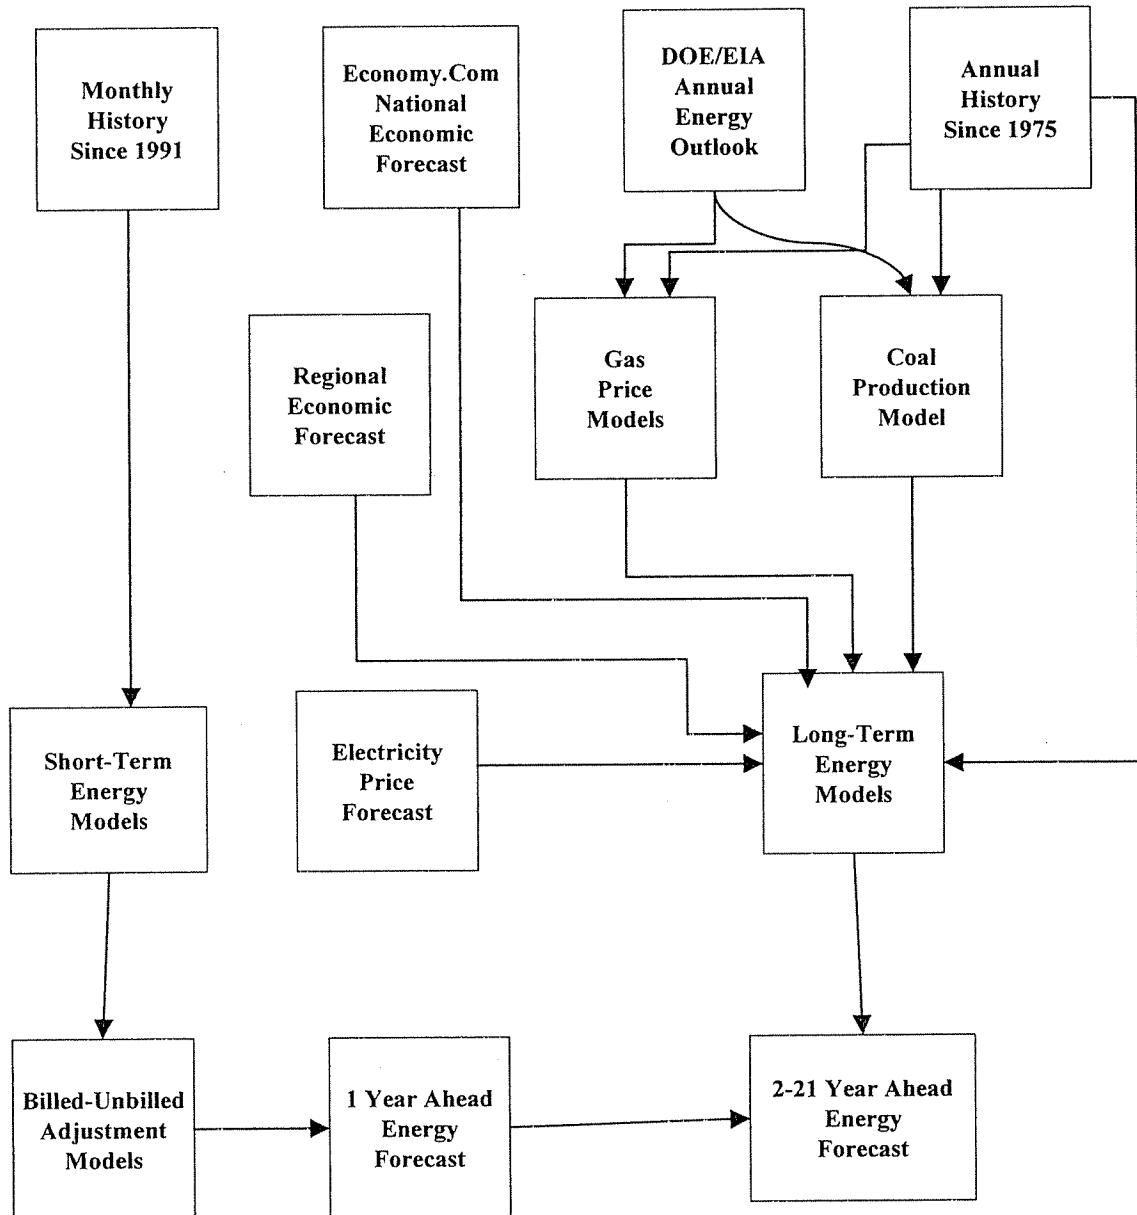 Monthly
History
Since 1991
Economy.Com
National
Economic
Forecast
DOE/EIA
Annual
Energy
Outlook
Annual
History
Since 1975
Regional
Economic
Forecast
Gas
Price
Models
Coal
Production
Model
Short-Term
Energy
Models
Electricity
Price
Forecast
Long-Term
Energy
Models
Billed-Unbilled
Adjustment
Models
1 Year Ahead
Energy
Forecast
2-21 Year Ahead
Energy
Forecast